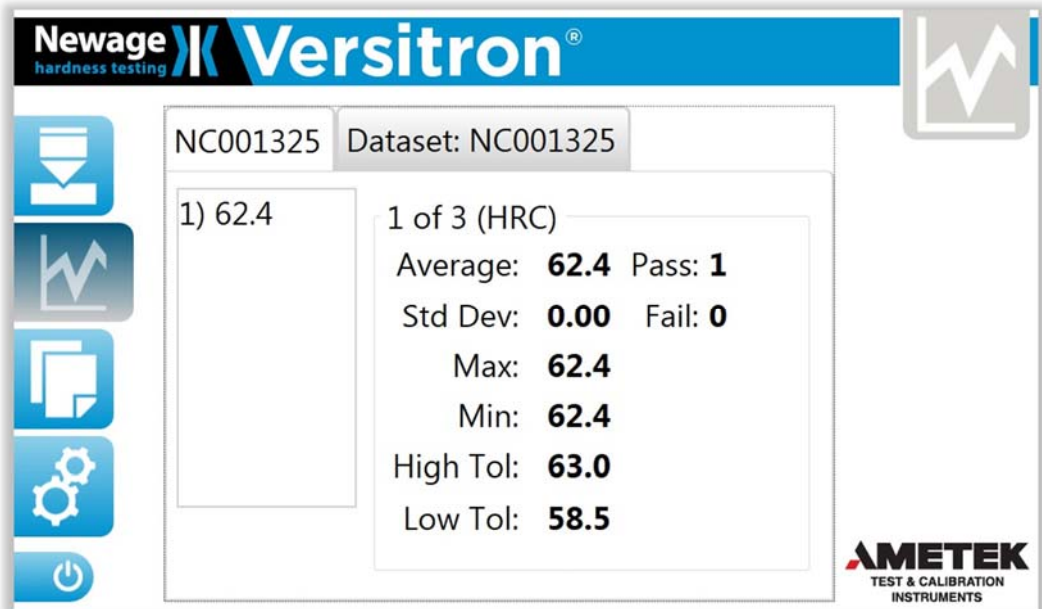 Newage Versitron®
hardness testing
NC001325 Dataset: NC001325
1) 62.4
1 of 3 (HRC)
Average: 62.4 Pass: 1
Std Dev: 0.00 Fail: 0
Max: 62.4
Min: 62.4
High Tol: 63.0
Low Tol: 58.5
AMETEK
TEST & CALIBRATION
INSTRUMENTS